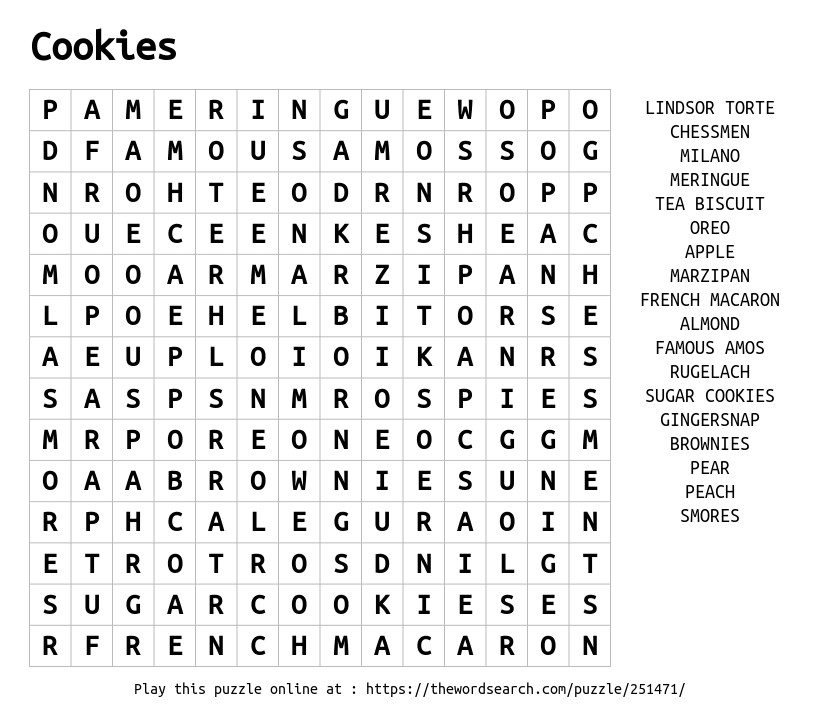 Cookies
P A M E R I N G U E W O P O
D F A M O U S A M O S S O G
N R O H T E O D R N R O P P
O U E C E E N K E S H E A C
M O O A R M A R Z I P A N H
L P O E H E L B I T O R S E
A E U P L O I O I K A N R S
S A S P S N M R O S P I E S
M R P O R E O N E O C G G M
O A A B R O W N I E S U N E
R P H C A L E G U R A O I N
E T R O T R O S D N I L G T
S U G A R C O O K I E S E S
R F R E N C H M A C A R O N
LINDSOR TORTE
CHESSMEN
MILANO
MERINGUE
TEA BISCUIT
OREO
APPLE
MARZIPAN
FRENCH MACARON
ALMOND
FAMOUS AMOS
RUGELACH
SUGAR COOKIES
GINGERSNAP
BROWNIES
PEAR
PEACH
SMORES
Play this puzzle online at : https://thewordsearch.com/puzzle/251471/